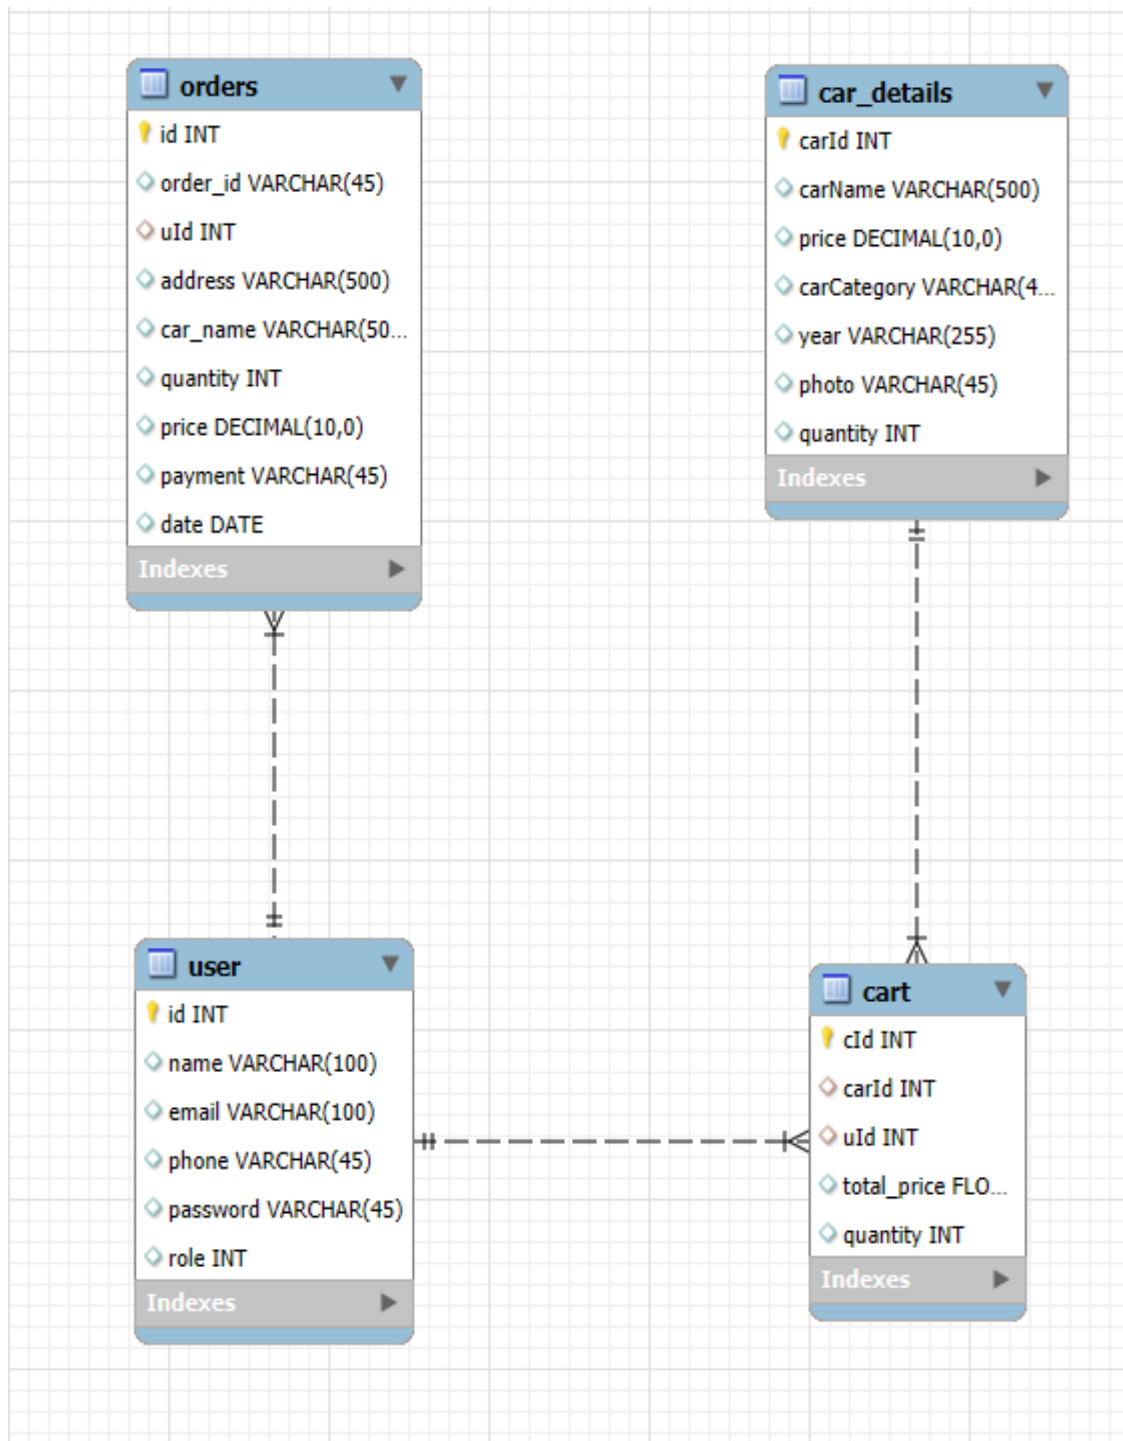 orders
id INT
order_id VARCHAR(45)
uId INT
address VARCHAR(500)
car_name VARCHAR(50...
quantity INT
price DECIMAL(10,0)
payment VARCHAR(45)
date DATE
Indexes
car_details
carId INT
carName VARCHAR(500)
price DECIMAL(10,0)
carCategory VARCHAR(4...
year VARCHAR(255)
photo VARCHAR(45)
quantity INT
Indexes
user
id INT
name VARCHAR(100)
email VARCHAR(100)
phone VARCHAR(45)
password VARCHAR(45)
role INT
Indexes
cart
cId INT
carId INT
uId INT
total_price FLO...
quantity INT
Indexes